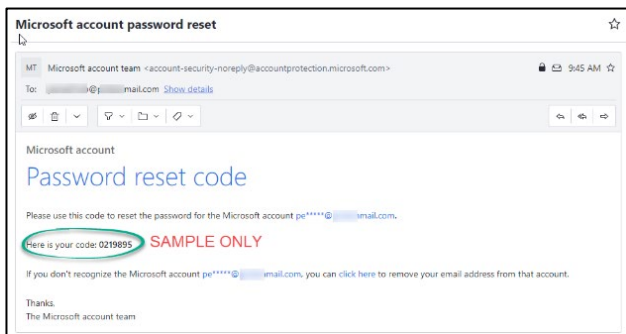 Microsoft account password reset
MT Microsoft account team <account-security-noreply@accountprotection.microsoft.com> 9:45 AM
To: @p mail.com Show details
Microsoft account
Password reset code
Please use this code to reset the password for the Microsoft account pe*****@ mail.com.
Here is your code: 0219895 SAMPLE ONLY
If you don't recognize the Microsoft account pe*****@ mail.com, you can click here to remove your email address from that account.
Thanks,
The Microsoft account team